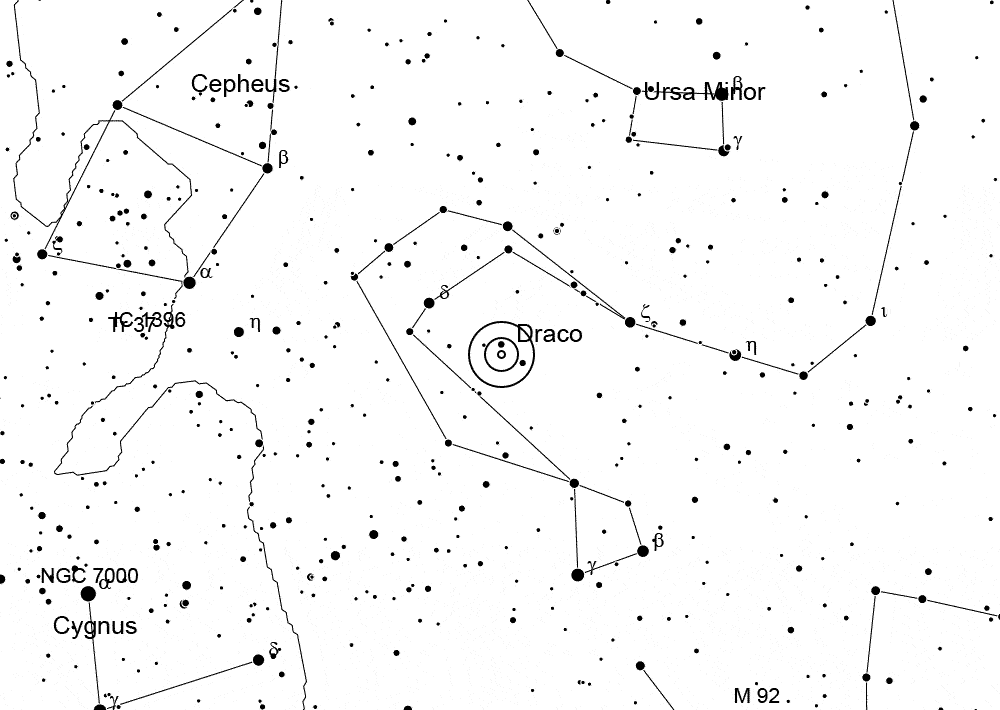 Cepheus
Ursa Minor
β
γ
β
ζ
α
δ
Draco
ζ
ι
IC 1396
Tr 37
η
η
β
γ
NGC 7000
α
Cygnus
δ
γ
M 92